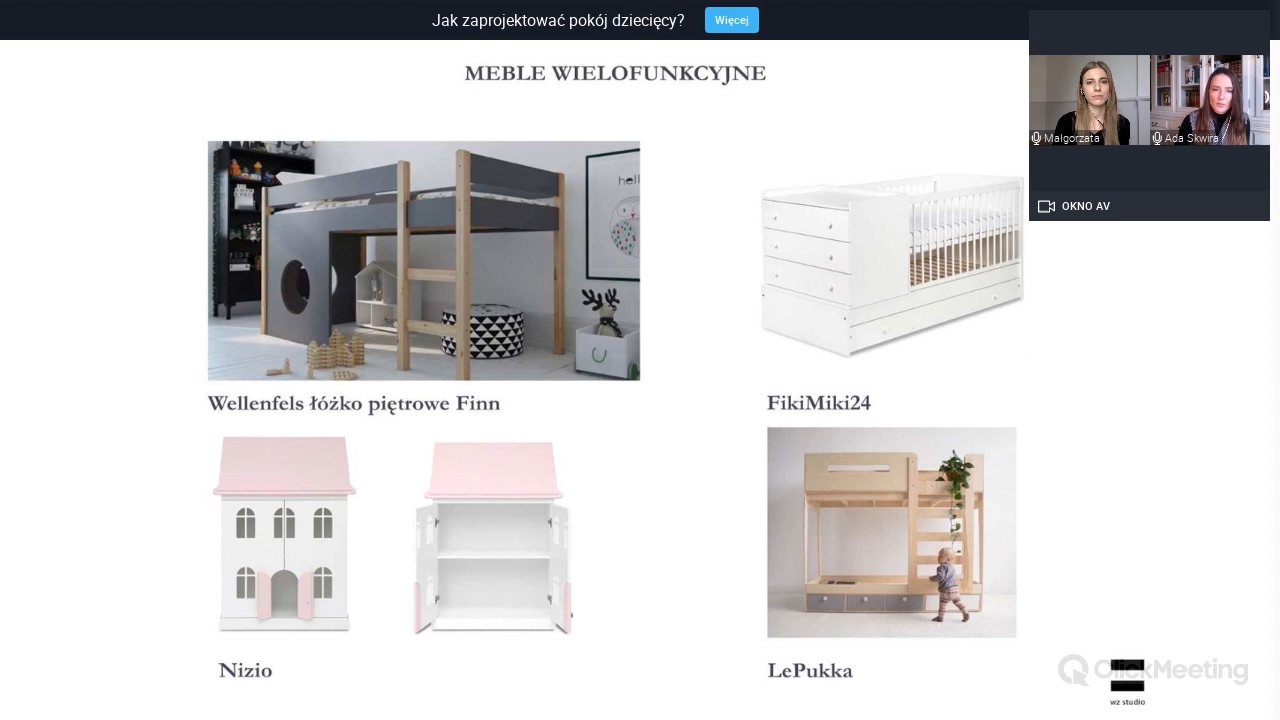 Jak zaprojektować pokój dziecięcy?
Więcej
MEBLE WIELOFUNKCYJNE
Małgorzata
Ada Skwira
OKNO AV
hell
Wellenfels łóżko piętrowe Finn
FikiMiki24
Nizio
LePukka
ClickMeeting
wz studio